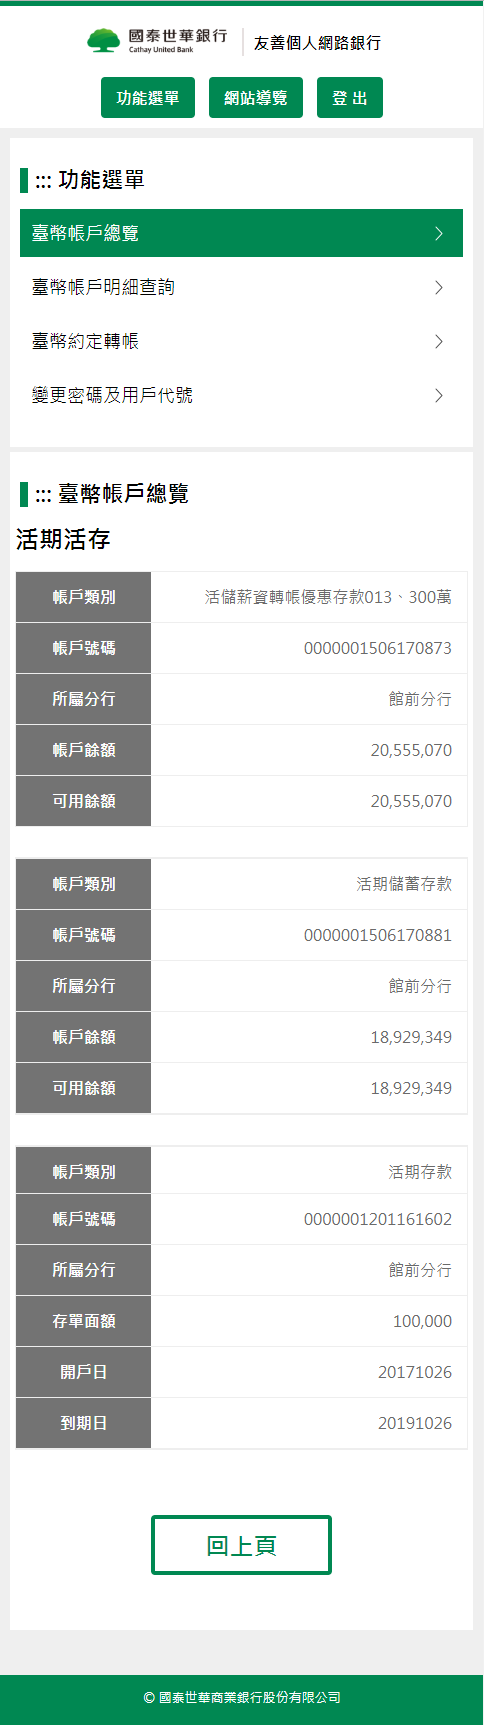 國泰世華銀行
Cathay United Bank
友善個人網路銀行
功能選單 網站導覽 登 出
::: 功能選單
臺幣帳戶總覽
臺幣帳戶明細查詢
臺幣約定轉帳
變更密碼及用戶代號
::: 臺幣帳戶總覽
活期活存
帳戶類別 活儲薪資轉帳優惠存款013、300萬
帳戶號碼 0000001506170873
所屬分行 館前分行
帳戶餘額 20,555,070
可用餘額 20,555,070
帳戶類別 活期儲蓄存款
帳戶號碼 0000001506170881
所屬分行 館前分行
帳戶餘額 18,929,349
可用餘額 18,929,349
帳戶類別 活期存款
帳戶號碼 0000001201161602
所屬分行 館前分行
存單面額 100,000
開戶日 20171026
到期日 20191026
回上頁
© 國泰世華商業銀行股份有限公司